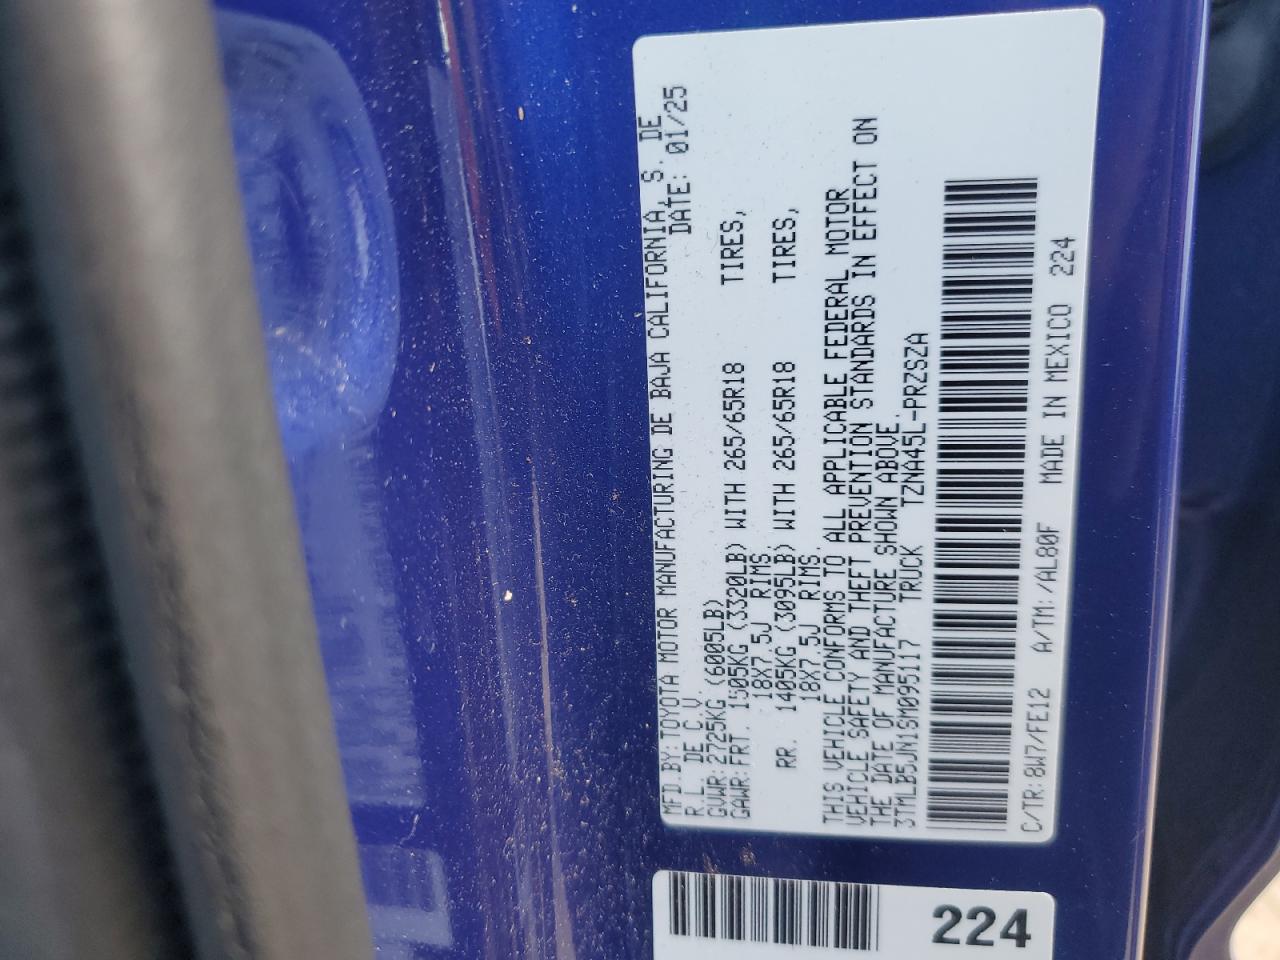 MFD.BY:TOYOTA MOTOR MANUFACTURING DE BAJA CALIFORNIA, S. DE
R.L. DE C.V. DATE: 01/25
GVWR:2725KG (6005LB)
GAWR:FRT. 1505KG (3320LB) WITH 265/65R18 TIRES,
18X7.5J RIMS.
RR. 1405KG (3095LB) WITH 265/65R18 TIRES,
18X7.5J RIMS.
THIS VEHICLE CONFORMS TO ALL APPLICABLE FEDERAL MOTOR
VEHICLE SAFETY AND THEFT PREVENTION STANDARDS IN EFFECT ON
THE DATE OF MANUFACTURE SHOWN ABOVE.
3TMLB5JN1SM095117 TRUCK TZNA45L-PRZSZA
C/TR:8W7/FE12 A/TM:/AL80F MADE IN MEXICO 224
224